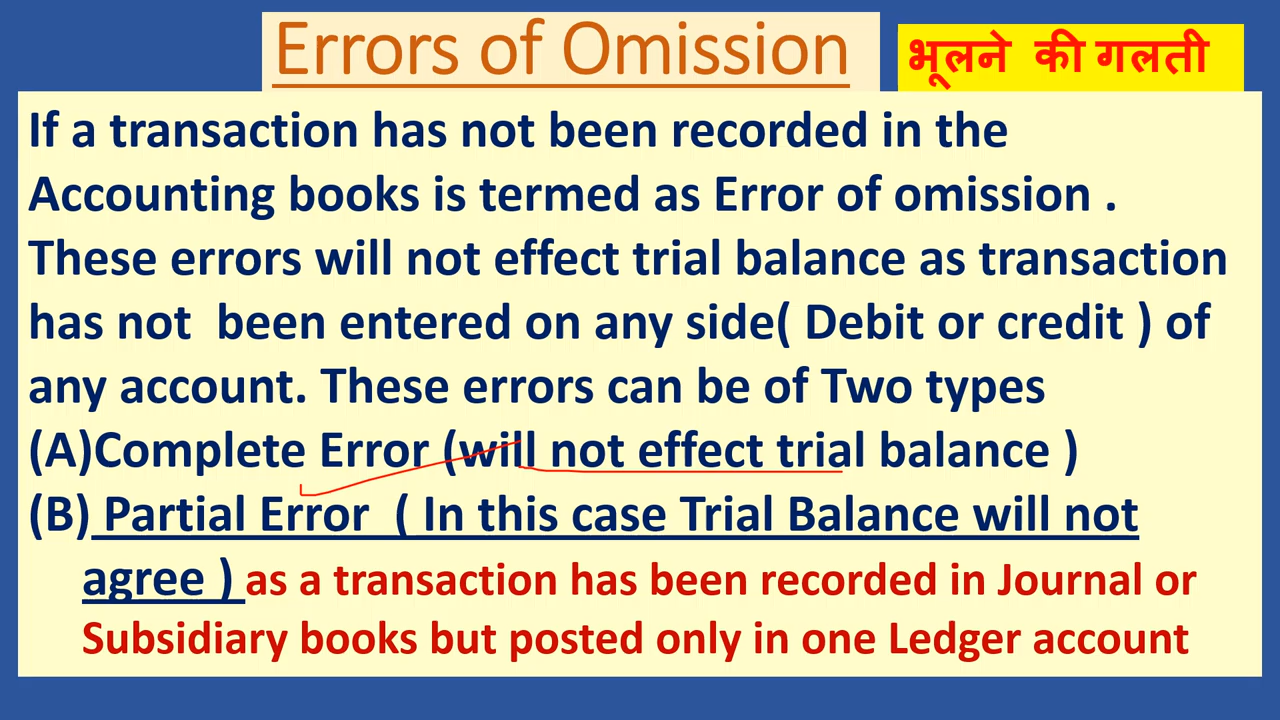 Errors of Omission
भूलने की गलती
If a transaction has not been recorded in the
Accounting books is termed as Error of omission .
These errors will not effect trial balance as transaction
has not been entered on any side( Debit or credit ) of
any account. These errors can be of Two types
(A)Complete Error (will not effect trial balance )
(B) Partial Error ( In this case Trial Balance will not
agree ) as a transaction has been recorded in Journal or
Subsidiary books but posted only in one Ledger account